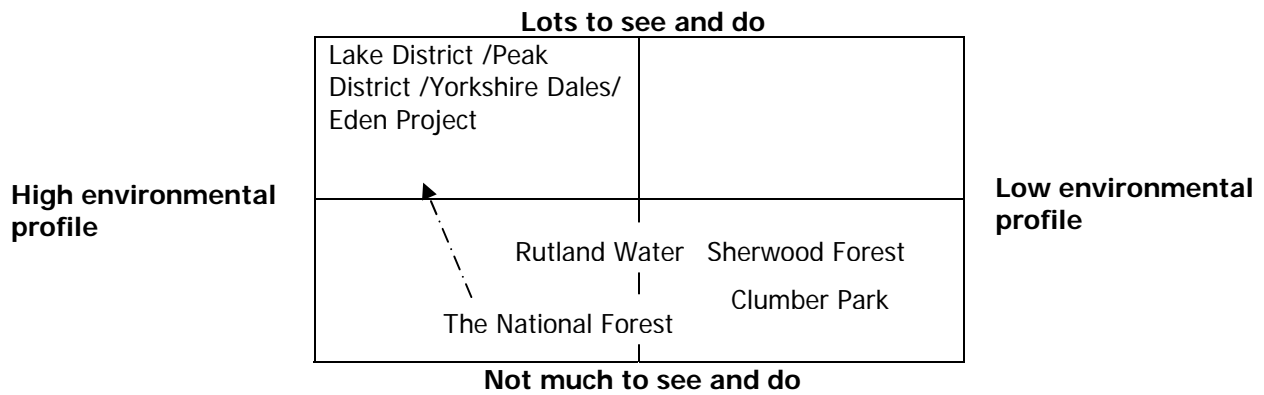 Lots to see and do
Lake District /Peak
District /Yorkshire Dales/
Eden Project
High environmental
profile
Low environmental
profile
Rutland Water
Sherwood Forest
Clumber Park
The National Forest
Not much to see and do